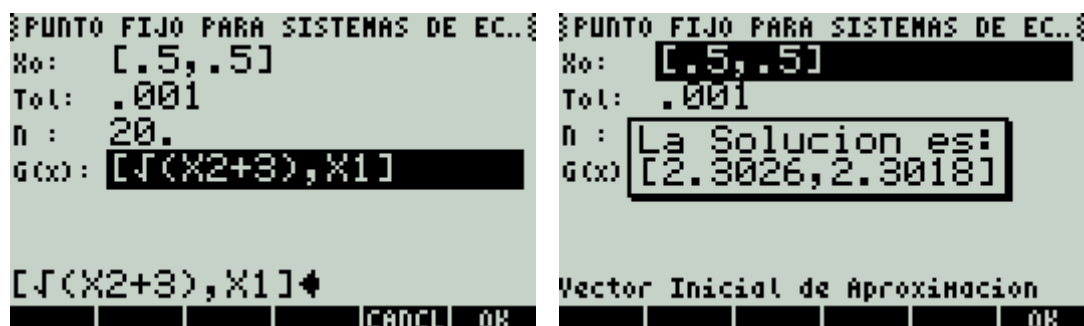 PUNTO FIJO PARA SISTEMAS DE EC..
Xo: [.5,.5]
Tol: .001
N : 20.
G(x): [√(X2+3),X1]
[√(X2+3),X1]◆
CANCL OK
PUNTO FIJO PARA SISTEMAS DE EC..
Xo: [.5,.5]
Tol: .001
N :
G(x)
La Solucion es:
[2.3026,2.3018]
Vector Inicial de Aproximacion
OK